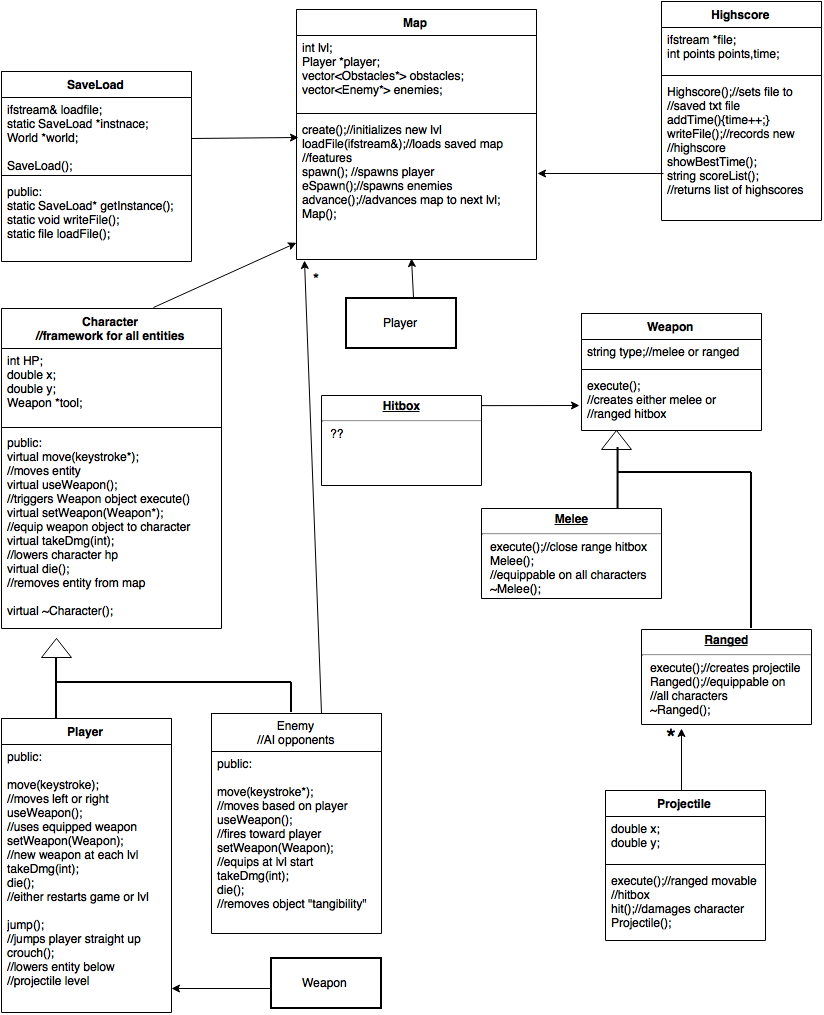 Map
int lvl;
Player *player;
vector<Obstacles*> obstacles;
vector<Enemy*> enemies;
create();//initializes new lvl
loadFile(ifstream&);//loads saved map
//features
spawn(); //spawns player
eSpawn();//spawns enemies
advance();//advances map to next lvl;
Map();
Highscore
ifstream *file;
int points points,time;
Highscore();//sets file to
//saved txt file
addTime(){time++;}
writeFile();//records new
//highscore
showBestTime();
string scoreList();
//returns list of highscores
SaveLoad
ifstream& loadfile;
static SaveLoad *instnace;
World *world;
SaveLoad();
public:
static SaveLoad* getInstance();
static void writeFile();
static file loadFile();
*
Player
Character
//framework for all entities
int HP;
double x;
double y;
Weapon *tool;
public:
virtual move(keystroke*);
//moves entity
virtual useWeapon();
//triggers Weapon object execute()
virtual setWeapon(Weapon*);
//equip weapon object to character
virtual takeDmg(int);
//lowers character hp
virtual die();
//removes entity from map
virtual ~Character();
Weapon
string type;//melee or ranged
execute();
//creates either melee or
//ranged hitbox
Hitbox
??
Melee
execute();//close range hitbox
Melee();
//equippable on all characters
~Melee();
Ranged
execute();//creates projectile
Ranged();//equippable on
//all characters
~Ranged();
*
Projectile
double x;
double y;
execute();//ranged movable
//hitbox
hit();//damages character
Projectile();
Player
public:
move(keystroke);
//moves left or right
useWeapon();
//uses equipped weapon
setWeapon(Weapon);
//new weapon at each lvl
takeDmg(int);
die();
//either restarts game or lvl
jump();
//jumps player straight up
crouch();
//lowers entity below
//projectile level
Enemy
//AI opponents
public:
move(keystroke*);
//moves based on player
useWeapon();
//fires toward player
setWeapon(Weapon);
//equips at lvl start
takeDmg(int);
die();
//removes object "tangibility"
Weapon